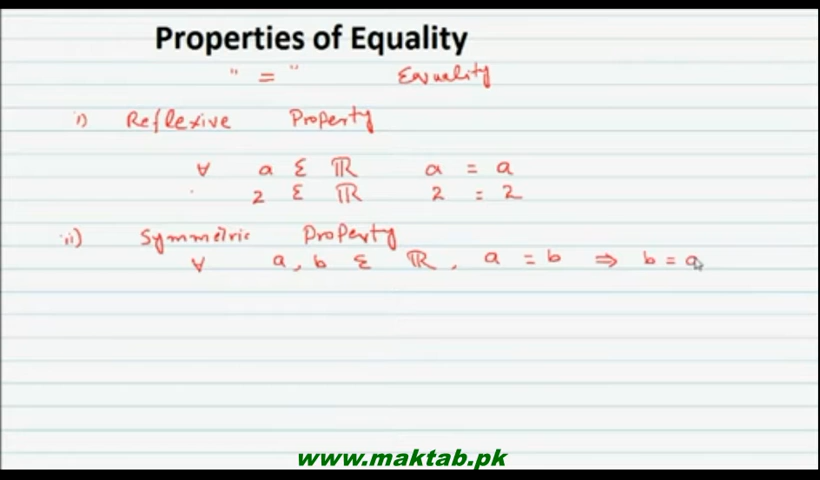 Properties of Equality
" = " Equality
i) Reflexive Property
∀ a ∈ ℝ a = a
2 ∈ ℝ 2 = 2
ii) Symmetric Property
∀ a, b ∈ ℝ, a = b ⇒ b = a
www.maktab.pk